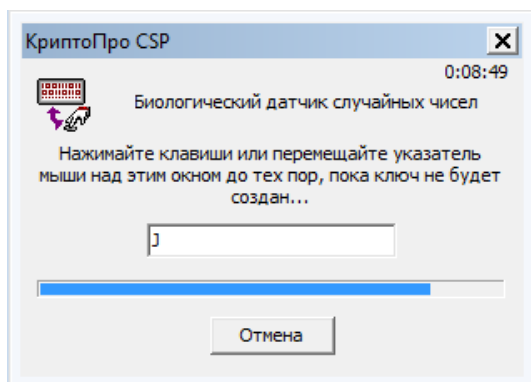 КриптоПро CSP
0:08:49
Биологический датчик случайных чисел
Нажимайте клавиши или перемещайте указатель
мыши над этим окном до тех пор, пока ключ не будет
создан...
J
Отмена